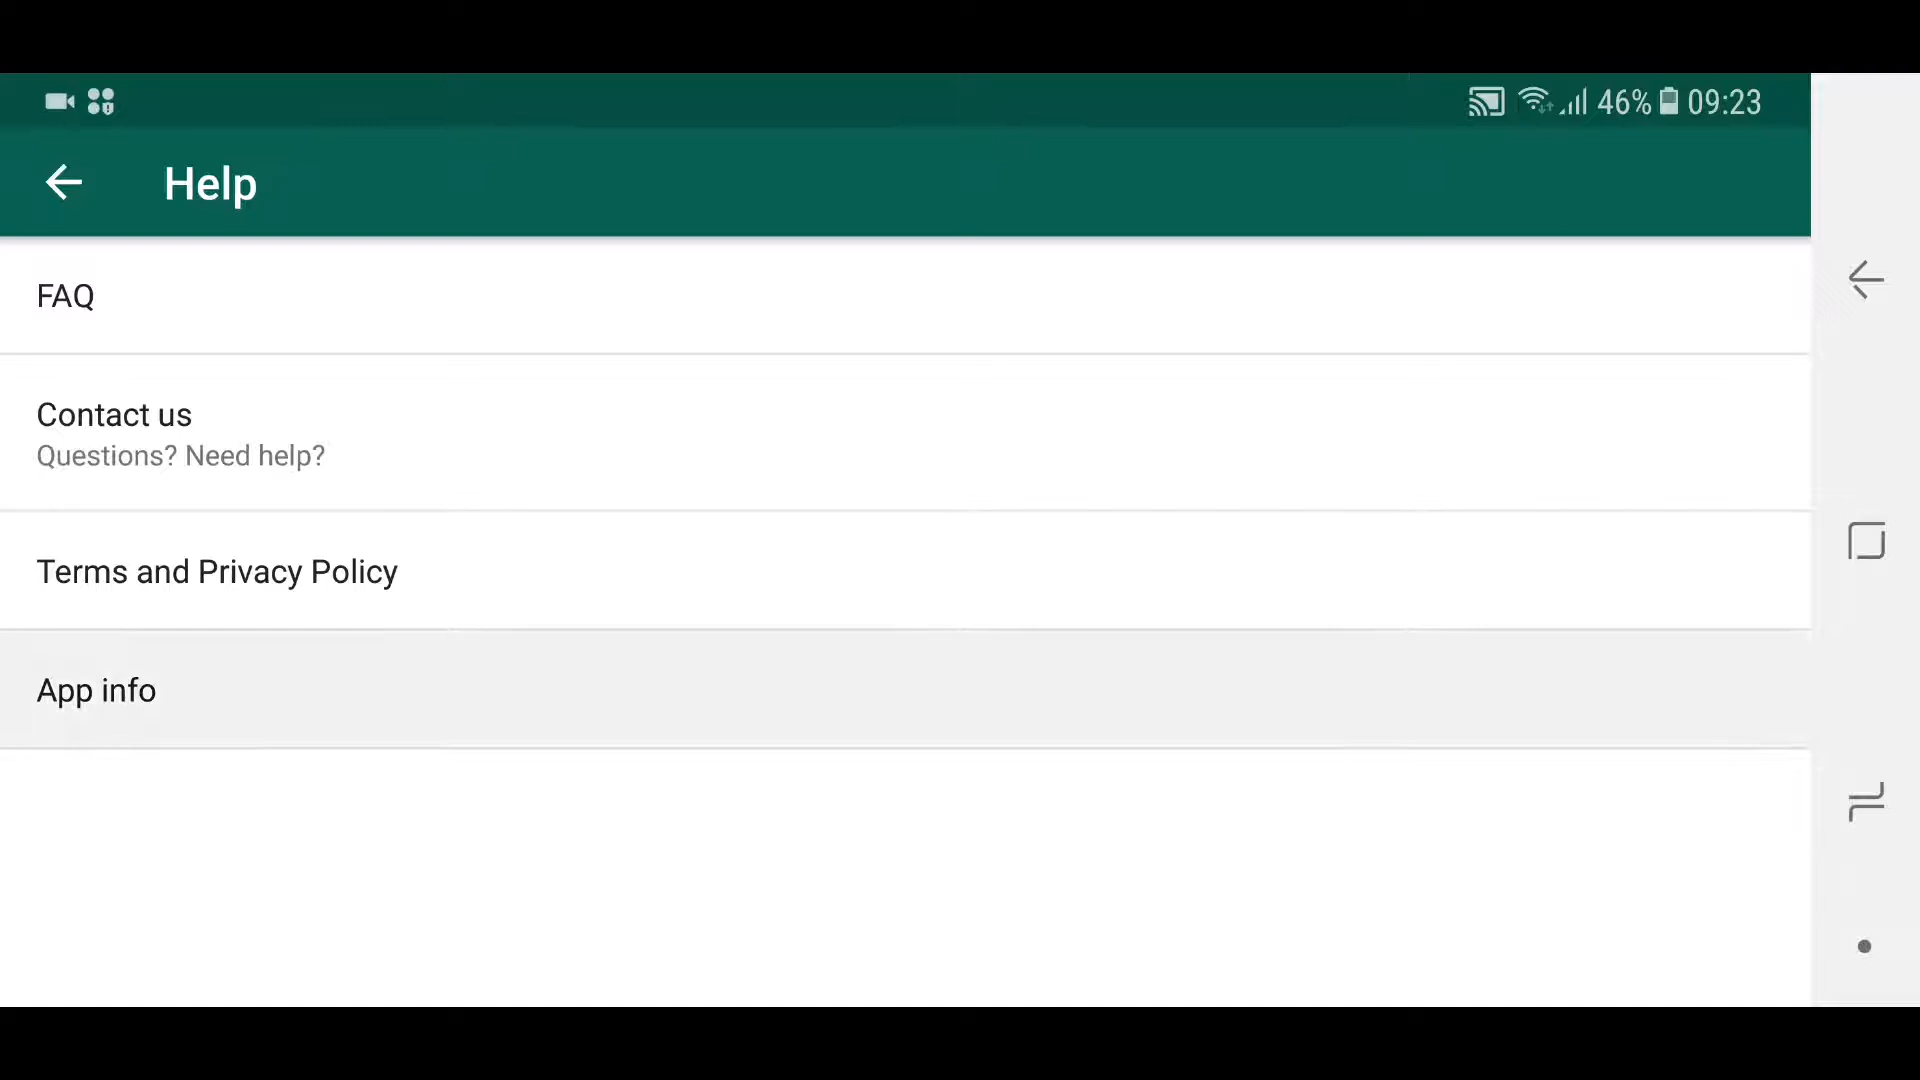 46% 09:23
Help
FAQ
Contact us
Questions? Need help?
Terms and Privacy Policy
App info